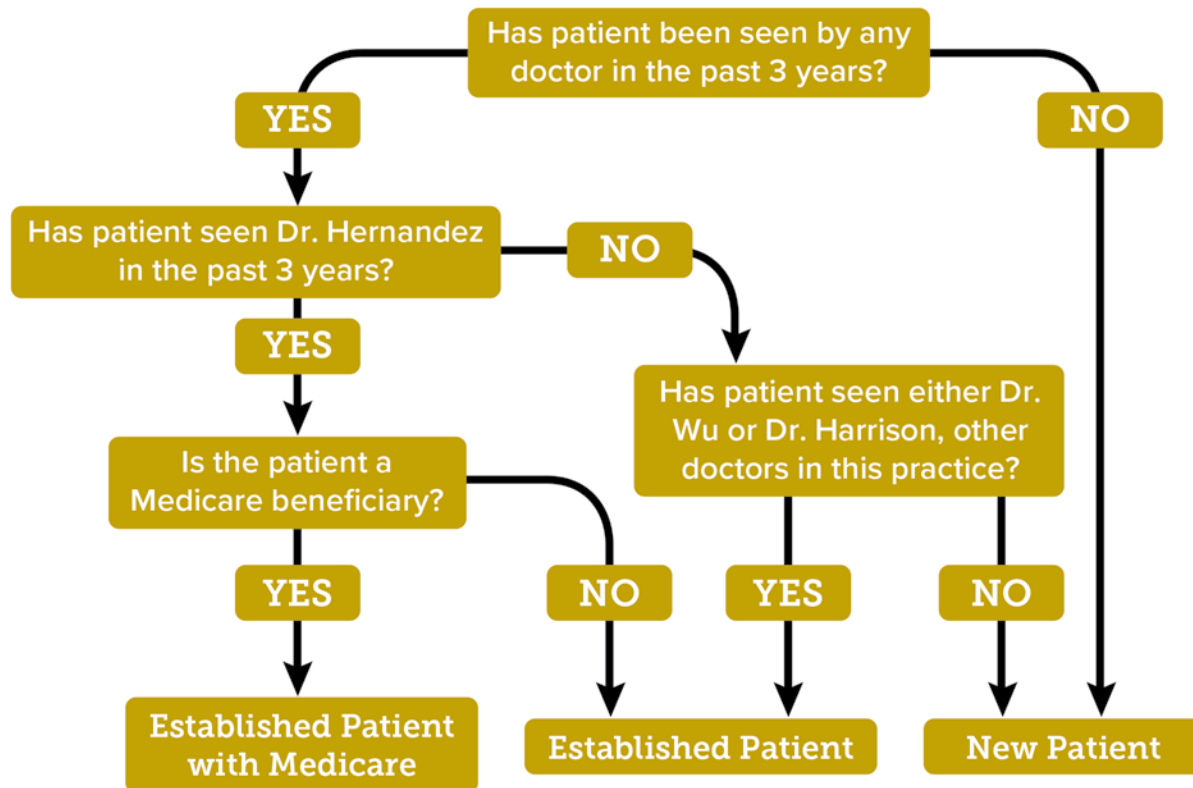 Has patient been seen by any
doctor in the past 3 years?
YES
NO
Has patient seen Dr. Hernandez
in the past 3 years?
NO
YES
Has patient seen either Dr.
Wu or Dr. Harrison, other
doctors in this practice?
Is the patient a
Medicare beneficiary?
YES
NO
YES
NO
Established Patient
with Medicare
Established Patient
New Patient